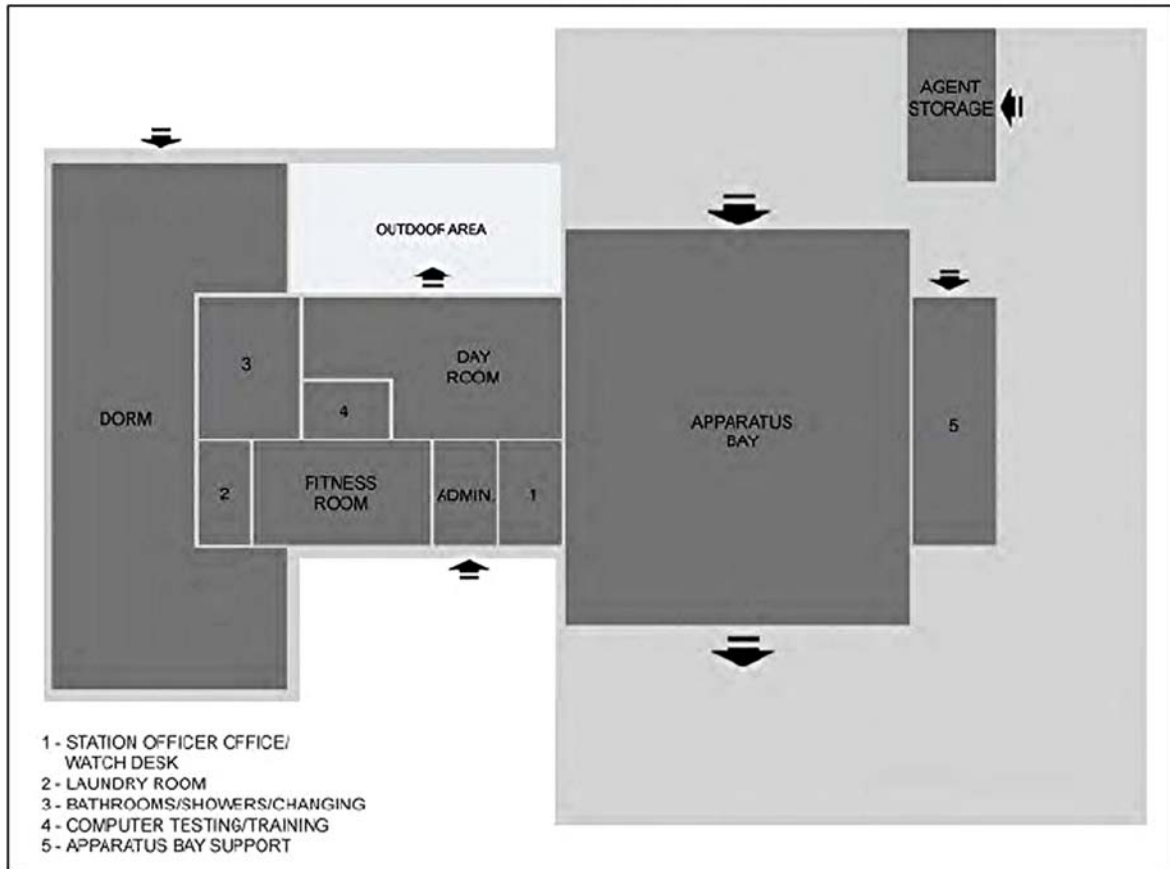 AGENT
STORAGE
OUTDOOF AREA
3
DAY
ROOM
4
DORM
APPARATUS
BAY
5
2
FITNESS
ROOM
ADMIN.
1
1 - STATION OFFICER CFFICE/
WATCH DESK
2 - LAUNDRY ROOM
3 - BATHROOMS/SHOWERS/CHANGING
4 - COMPUTER TESTING/TRAINING
5 - APPARATUS BAY SUPPORT